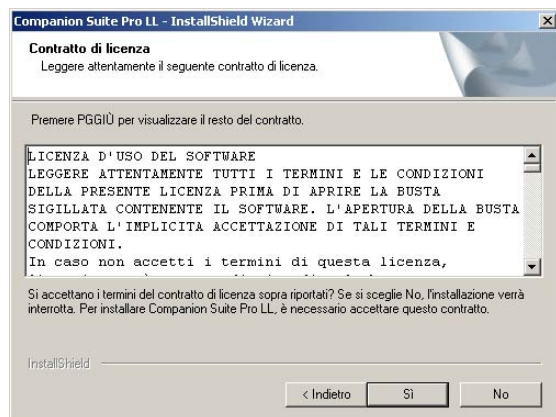 Companion Suite Pro LL - InstallShield Wizard
Contratto di licenza
Leggere attentamente il seguente contratto di licenza.
Premere PGGIÙ per visualizzare il resto del contratto.
LICENZA D'USO DEL SOFTWARE
LEGGERE ATTENTAMENTE TUTTI I TERMINI E LE CONDIZIONI
DELLA PRESENTE LICENZA PRIMA DI APRIRE LA BUSTA
SIGILLATA CONTENENTE IL SOFTWARE. L'APERTURA DELLA BUSTA
COMPORTA L'IMPLICITA ACCETTAZIONE DI TALI TERMINI E
CONDIZIONI.
In caso non accetti i termini di questa licenza,
Si accettano i termini del contratto di licenza sopra riportati? Se si sceglie No, l'installazione verrà
interrotta. Per installare Companion Suite Pro LL, è necessario accettare questo contratto.
InstallShield
< Indietro
Sì
No